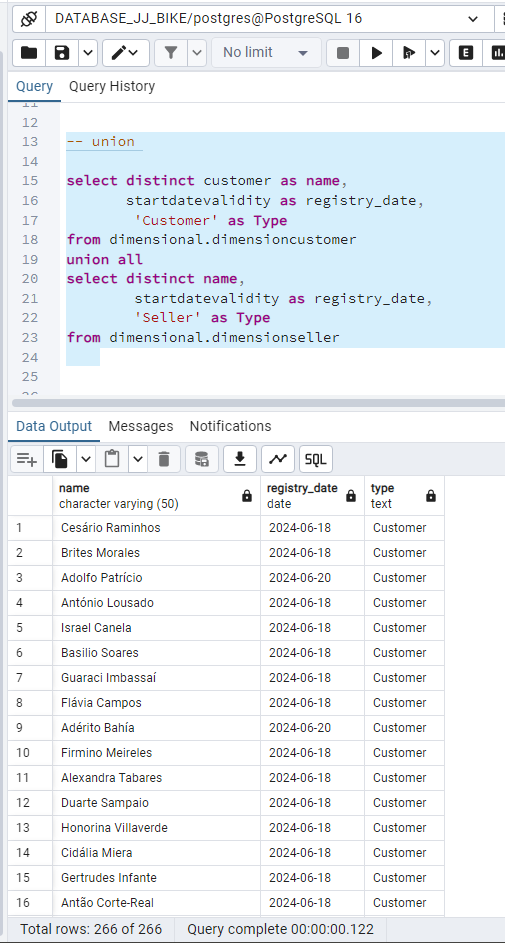 DATABASE_JJ_BIKE/postgres@PostgreSQL 16
No limit
E
Query Query History
12
13 -- union
14
15 select distinct customer as name,
16 startdatevalidity as registry_date,
17 'Customer' as Type
18 from dimensional.dimensioncustomer
19 union all
20 select distinct name,
21 startdatevalidity as registry_date,
22 'Seller' as Type
23 from dimensional.dimensionseller
24
25
Data Output Messages Notifications
SQL
name registry_date type
character varying (50) date text
1 Cesário Raminhos 2024-06-18 Customer
2 Brites Morales 2024-06-18 Customer
3 Adolfo Patrício 2024-06-20 Customer
4 António Lousado 2024-06-18 Customer
5 Israel Canela 2024-06-18 Customer
6 Basilio Soares 2024-06-18 Customer
7 Guaraci Imbassaí 2024-06-18 Customer
8 Flávia Campos 2024-06-18 Customer
9 Adérito Bahía 2024-06-20 Customer
10 Firmino Meireles 2024-06-18 Customer
11 Alexandra Tabares 2024-06-18 Customer
12 Duarte Sampaio 2024-06-18 Customer
13 Honorina Villaverde 2024-06-18 Customer
14 Cidália Miera 2024-06-18 Customer
15 Gertrudes Infante 2024-06-18 Customer
16 Antão Corte-Real 2024-06-18 Customer
Total rows: 266 of 266 Query complete 00:00:00.122